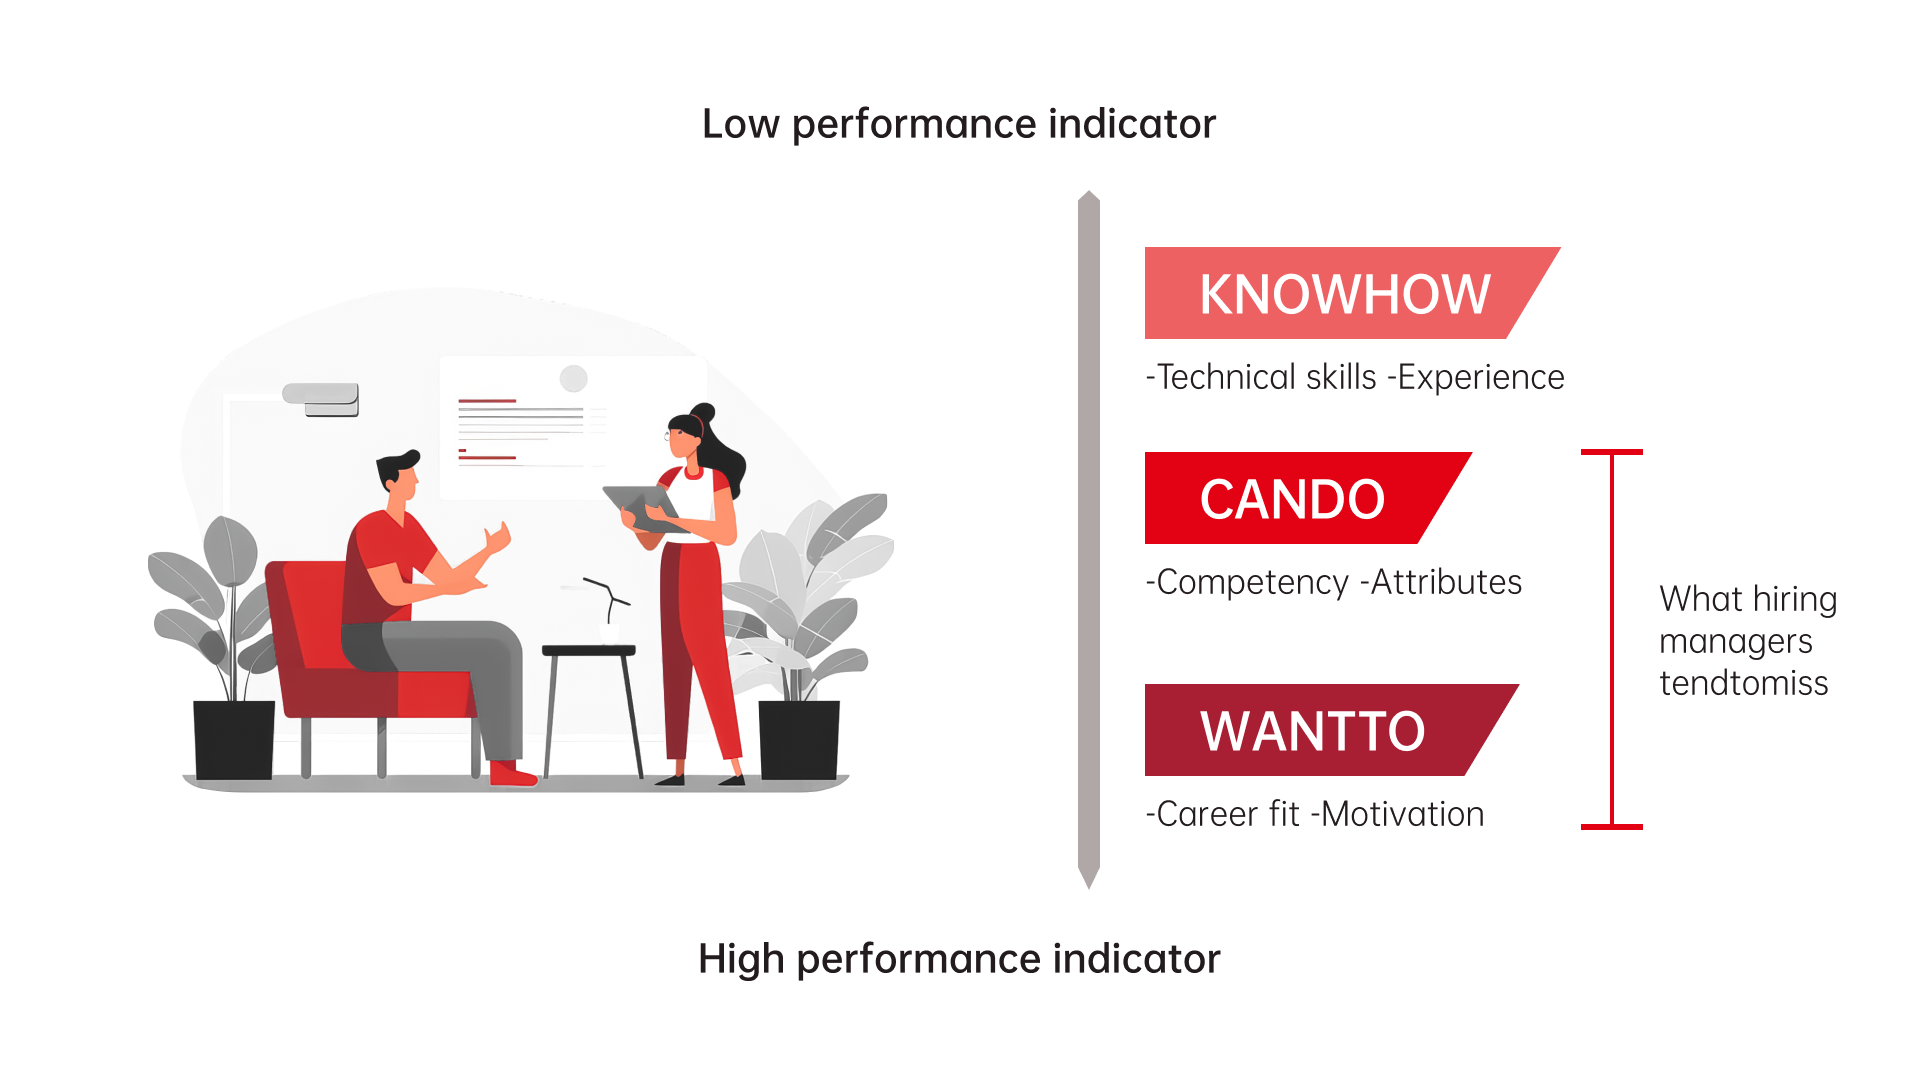 Low performance indicator
KNOWHOW
-Technical skills -Experience
CANDO
-Competency -Attributes
What hiring
managers
tendtomiss
WANTTO
-Career fit -Motivation
High performance indicator